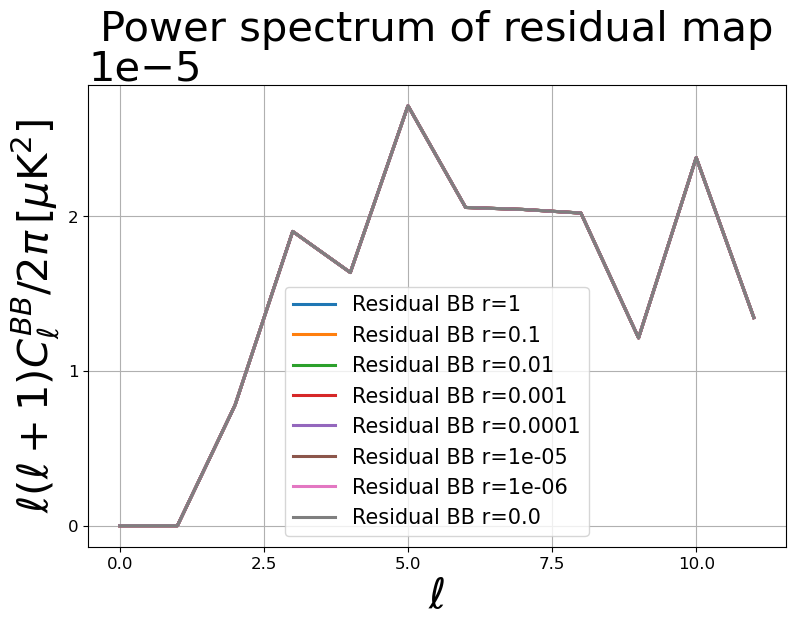 Power spectrum of residual map
1e−5
ℓ(ℓ + 1)C_ℓ^{BB}/2π [μK²]
2
1
0
Residual BB r=1
Residual BB r=0.1
Residual BB r=0.01
Residual BB r=0.001
Residual BB r=0.0001
Residual BB r=1e-05
Residual BB r=1e-06
Residual BB r=0.0
0.0 2.5 5.0 7.5 10.0
ℓ